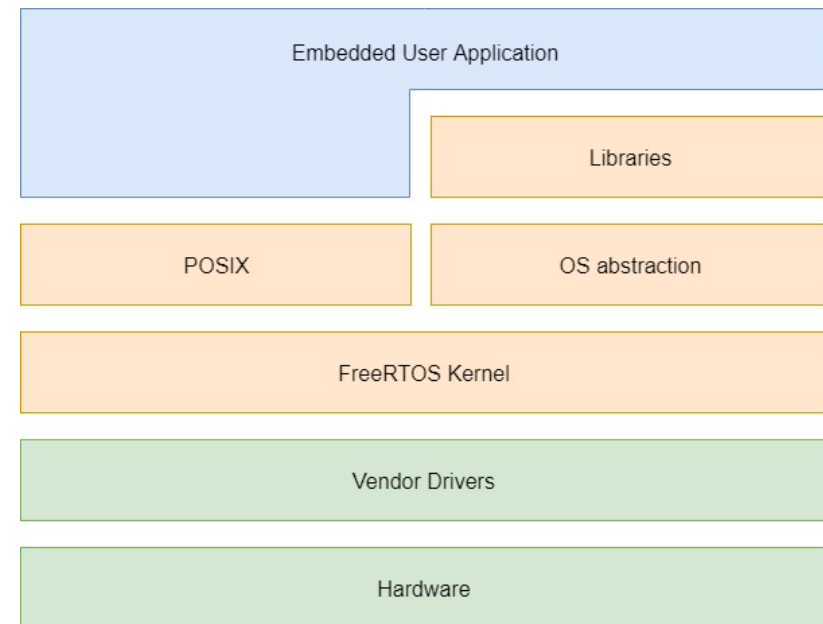 Embedded User Application
Libraries
POSIX
OS abstraction
FreeRTOS Kernel
Vendor Drivers
Hardware